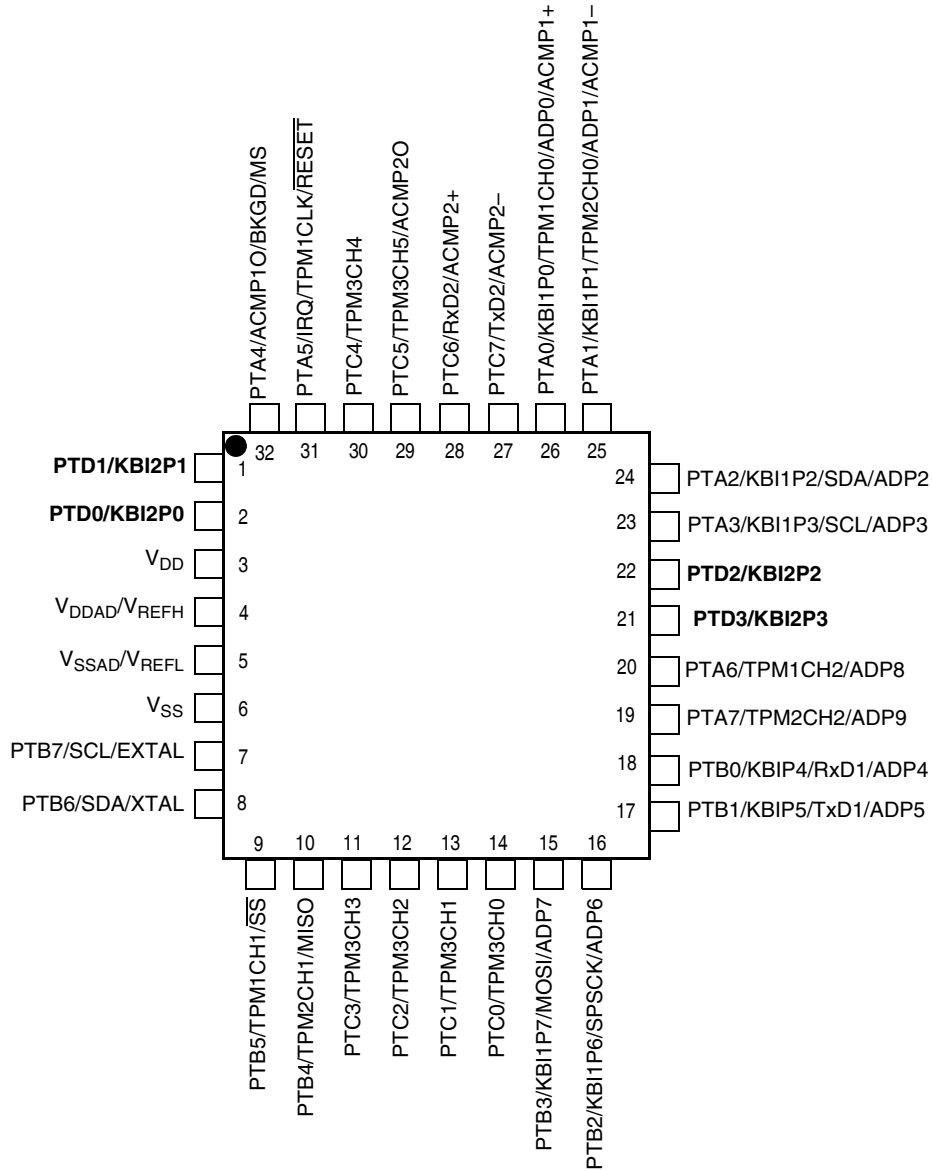 PTA4/ACMP1O/BKGD/MS
PTA5/IRQ/TPM1CLK/RESET
PTC4/TPM3CH4
PTC5/TPM3CH5/ACMP2O
PTC6/RxD2/ACMP2+
PTC7/TxD2/ACMP2–
PTA0/KBI1P0/TPM1CH0/ADP0/ACMP1+
PTA1/KBI1P1/TPM2CH0/ADP1/ACMP1–
32 31 30 29 28 27 26 25
PTD1/KBI2P1 1
PTD0/KBI2P0 2
VDD 3
VDDAD/VREFH 4
VSSAD/VREFL 5
VSS 6
PTB7/SCL/EXTAL 7
PTB6/SDA/XTAL 8
24 PTA2/KBI1P2/SDA/ADP2
23 PTA3/KBI1P3/SCL/ADP3
22 PTD2/KBI2P2
21 PTD3/KBI2P3
20 PTA6/TPM1CH2/ADP8
19 PTA7/TPM2CH2/ADP9
18 PTB0/KBIP4/RxD1/ADP4
17 PTB1/KBIP5/TxD1/ADP5
9 10 11 12 13 14 15 16
PTB5/TPM1CH1/SS
PTB4/TPM2CH1/MISO
PTC3/TPM3CH3
PTC2/TPM3CH2
PTC1/TPM3CH1
PTC0/TPM3CH0
PTB3/KBI1P7/MOSI/ADP7
PTB2/KBI1P6/SPSCK/ADP6